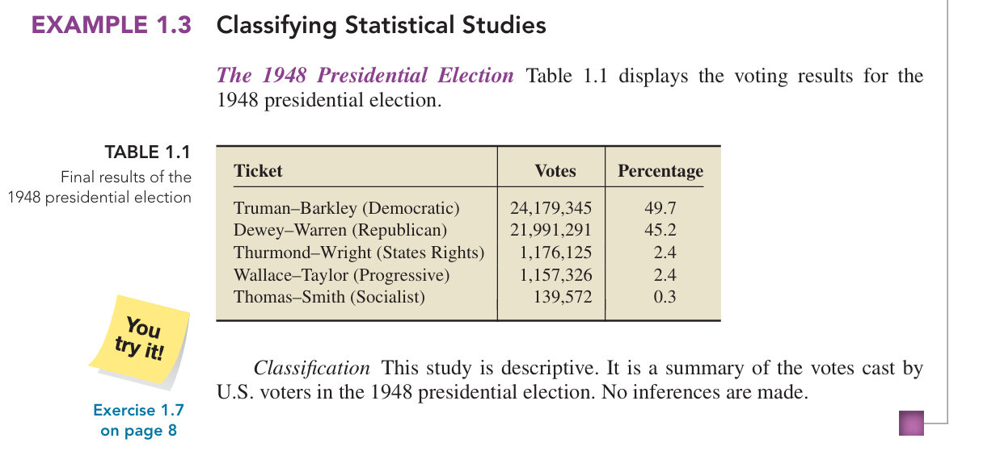 EXAMPLE 1.3 Classifying Statistical Studies
The 1948 Presidential Election Table 1.1 displays the voting results for the
1948 presidential election.
TABLE 1.1
Final results of the
1948 presidential election
Ticket Votes Percentage
Truman–Barkley (Democratic) 24,179,345 49.7
Dewey–Warren (Republican) 21,991,291 45.2
Thurmond–Wright (States Rights) 1,176,125 2.4
Wallace–Taylor (Progressive) 1,157,326 2.4
Thomas–Smith (Socialist) 139,572 0.3
You
try it!
Exercise 1.7
on page 8
Classification This study is descriptive. It is a summary of the votes cast by
U.S. voters in the 1948 presidential election. No inferences are made.